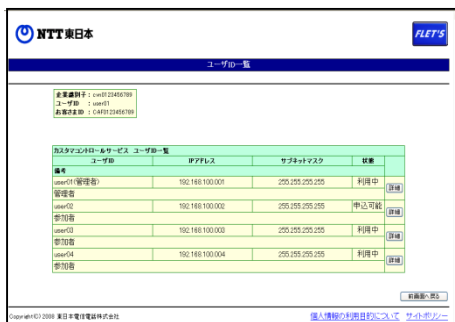 NTT東日本
FLET'S
ユーザID一覧
企業識別子：cvn0123456789
ユーザID ：user01
お客さまID ：CAF0123456789
カスタマコントロールサービス ユーザID一覧
ユーザID IPアドレス サブネットマスク 状態
備考
user01(管理者) 192.168.100.001 255.255.255.255 利用中 詳細
管理者
user02 192.168.100.002 255.255.255.255 申込可能 詳細
参加者
user03 192.168.100.003 255.255.255.255 利用中 詳細
参加者
user04 192.168.100.004 255.255.255.255 利用中 詳細
参加者
前画面へ戻る
Copyright(C) 2008 東日本電信電話株式会社 個人情報の利用目的について サイトポリシー